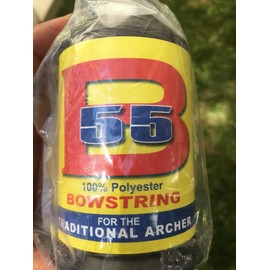 B
55
100% Polyester
BOWSTRING
FOR THE
TRADITIONAL ARCHER